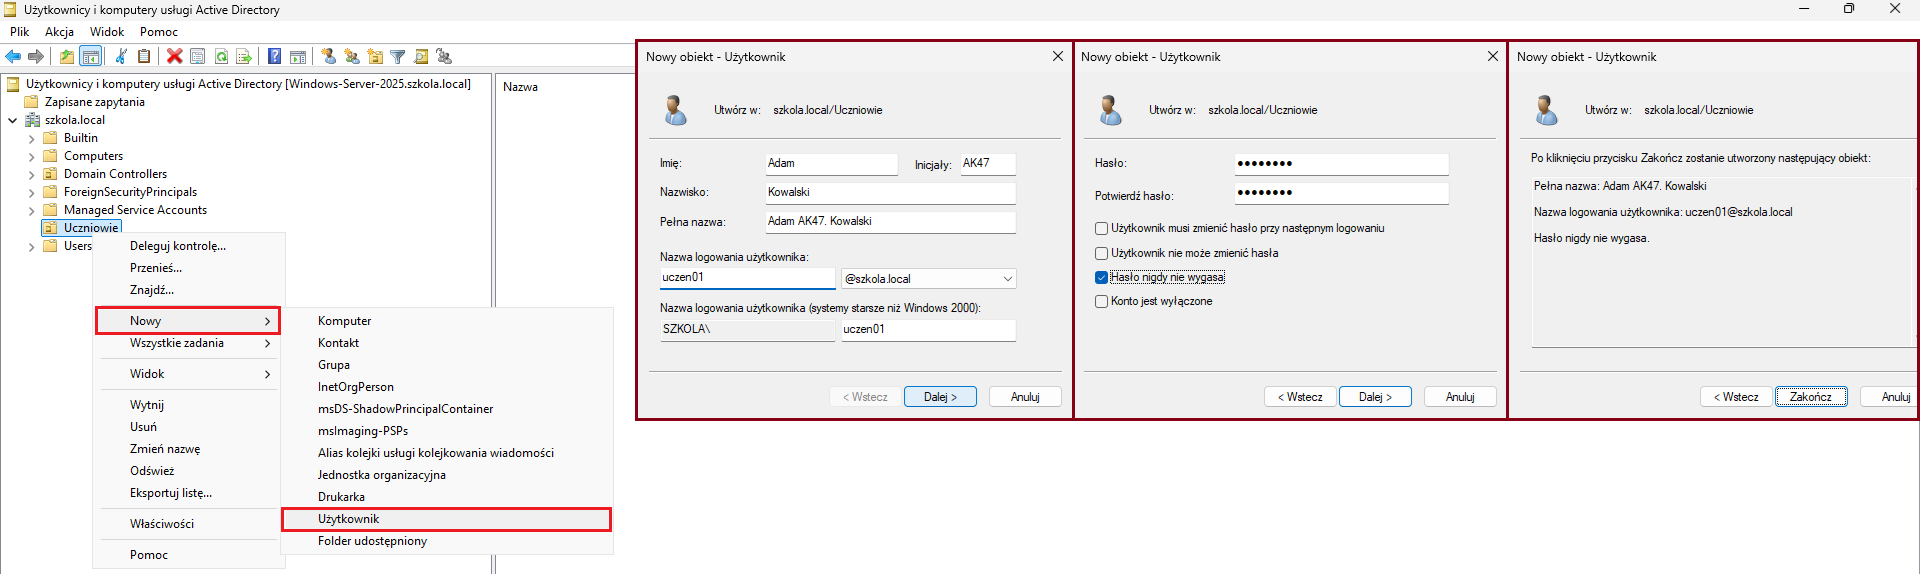 Użytkownicy i komputery usługi Active Directory
Plik Akcja Widok Pomoc
Użytkownicy i komputery usługi Active Directory [Windows-Server-2025.szkola.local]
Zapisane zapytania
szkola.local
Builtin
Computers
Domain Controllers
ForeignSecurityPrincipals
Managed Service Accounts
Uczniowie
Users
Deleguj kontrolę...
Przenieś...
Znajdź...
Nowy
Wszystkie zadania
Widok
Wytnij
Usuń
Zmień nazwę
Odśwież
Eksportuj listę...
Właściwości
Pomoc
Komputer
Kontakt
Grupa
InetOrgPerson
msDS-ShadowPrincipalContainer
msImaging-PSPs
Alias kolejki usługi kolejkowania wiadomości
Jednostka organizacyjna
Drukarka
Użytkownik
Folder udostępniony
Nazwa
Nowy obiekt - Użytkownik
Utwórz w: szkola.local/Uczniowie
Imię: Adam Inicjały: AK47
Nazwisko: Kowalski
Pełna nazwa: Adam AK47. Kowalski
Nazwa logowania użytkownika:
uczen01 @szkola.local
Nazwa logowania użytkownika (systemy starsze niż Windows 2000):
SZKOLA\ uczen01
< Wstecz Dalej > Anuluj
Nowy obiekt - Użytkownik
Utwórz w: szkola.local/Uczniowie
Hasło: ●●●●●●●●
Potwierdź hasło: ●●●●●●●●
Użytkownik musi zmienić hasło przy następnym logowaniu
Użytkownik nie może zmienić hasła
Hasło nigdy nie wygasa
Konto jest wyłączone
< Wstecz Dalej > Anuluj
Nowy obiekt - Użytkownik
Utwórz w: szkola.local/Uczniowie
Po kliknięciu przycisku Zakończ zostanie utworzony następujący obiekt:
Pełna nazwa: Adam AK47. Kowalski
Nazwa logowania użytkownika: uczen01@szkola.local
Hasło nigdy nie wygasa.
< Wstecz Zakończ Anuluj